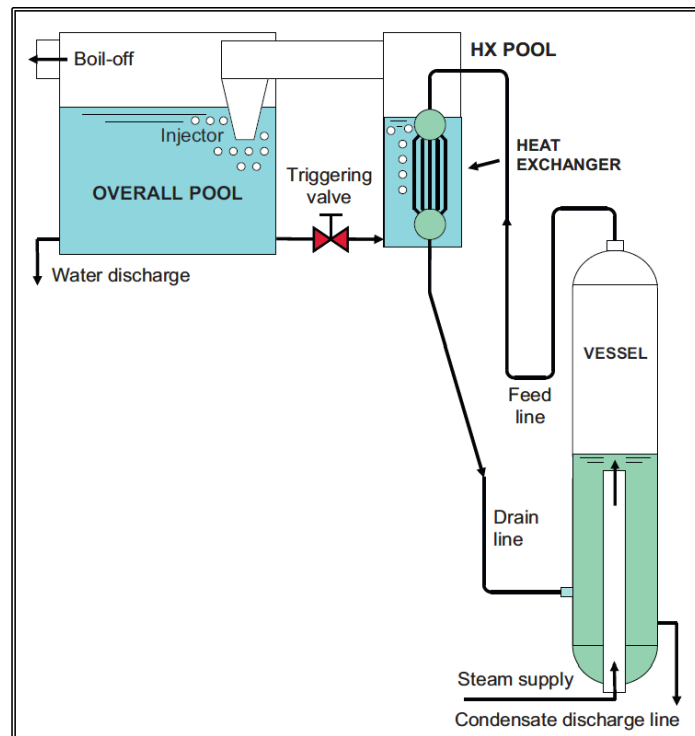 Boil-off
HX POOL
Injector
HEAT
EXCHANGER
OVERALL POOL
Triggering
valve
Water discharge
VESSEL
Feed
line
Drain
line
Steam supply
Condensate discharge line